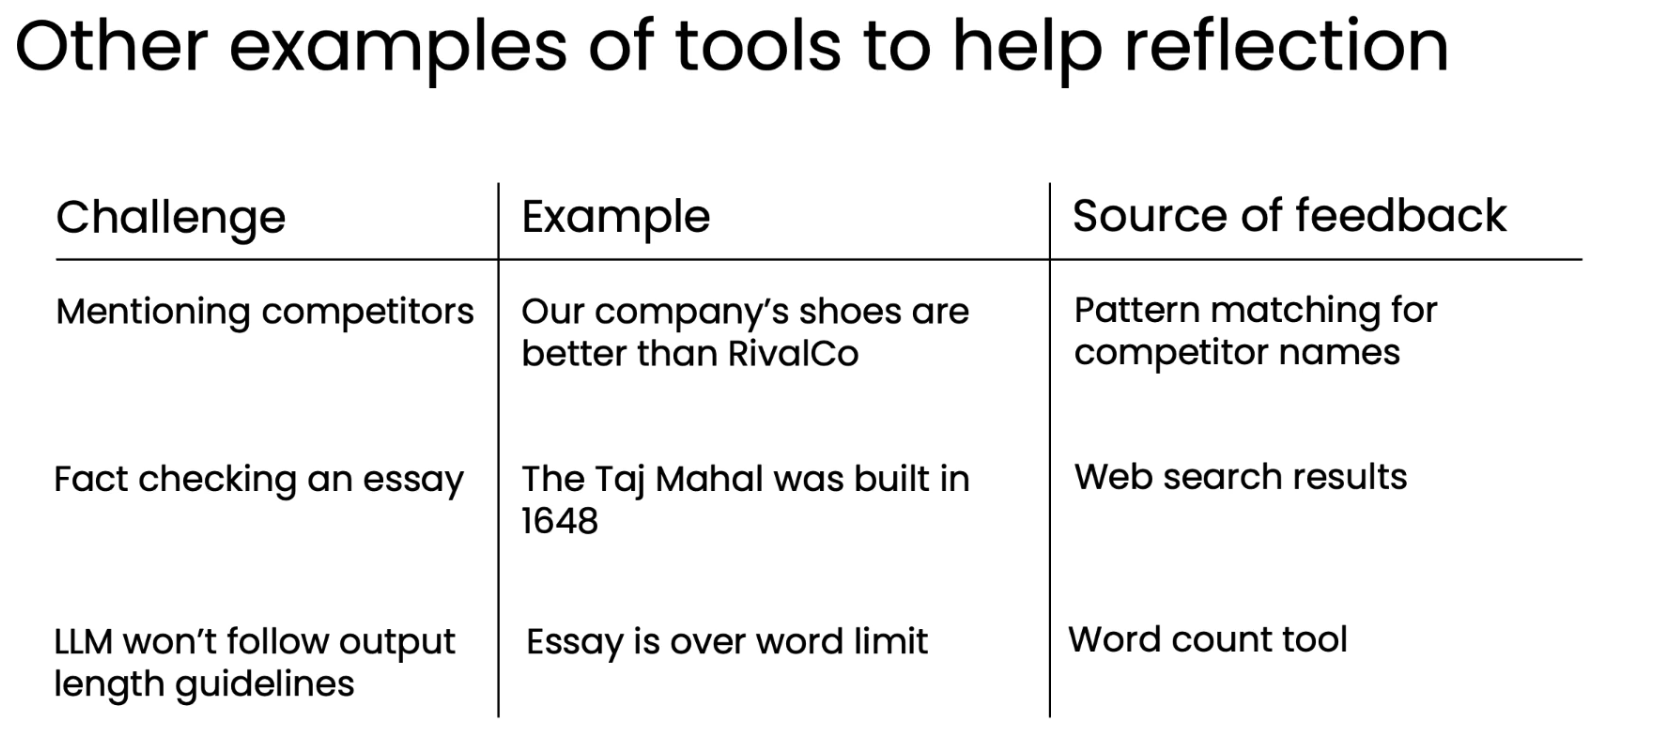 Other examples of tools to help reflection
Challenge
Example
Source of feedback
Mentioning competitors
Our company’s shoes are
better than RivalCo
Pattern matching for
competitor names
Fact checking an essay
The Taj Mahal was built in
1648
Web search results
LLM won’t follow output
length guidelines
Essay is over word limit
Word count tool